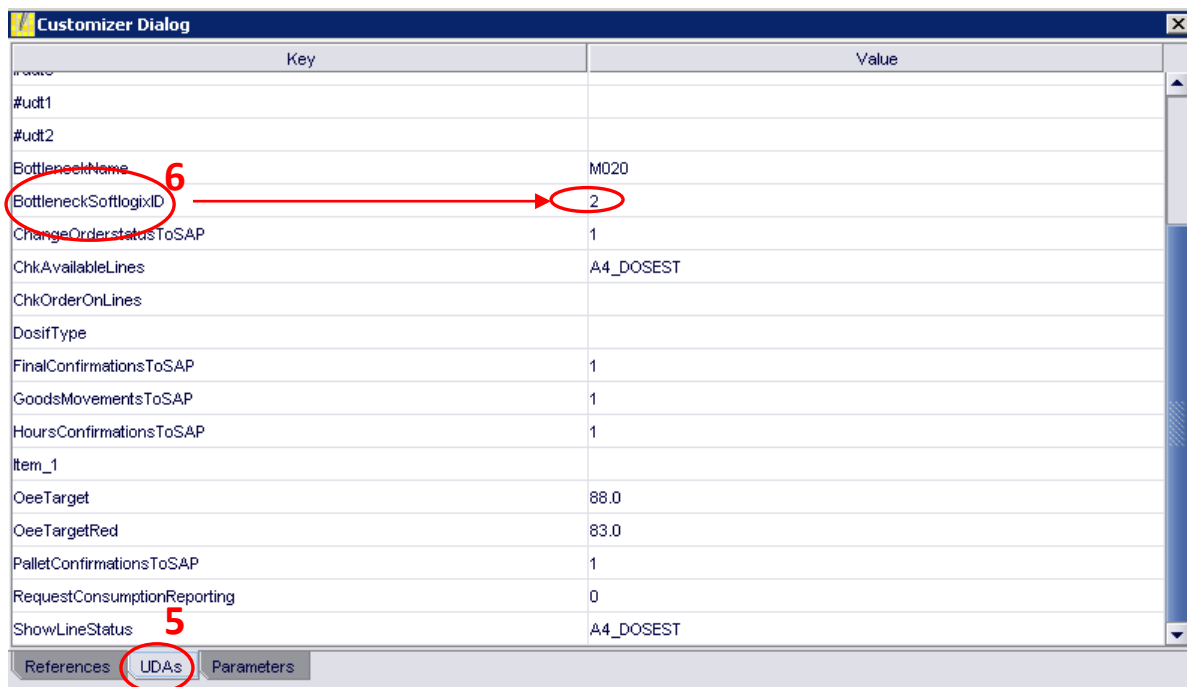 Customizer Dialog
Key Value
#udt1
#udt2
BottleneckName M020
6
BottleneckSoftlogixID 2
ChangeOrderstatusToSAP 1
ChkAvailableLines A4_DOSEST
ChkOrderOnLines
DosifType
FinalConfirmationsToSAP 1
GoodsMovementsToSAP 1
HoursConfirmationsToSAP 1
Item_1
OeeTarget 88.0
OeeTargetRed 83.0
PalletConfirmationsToSAP 1
RequestConsumptionReporting 0
ShowLineStatus A4_DOSEST
5
References UDAs Parameters